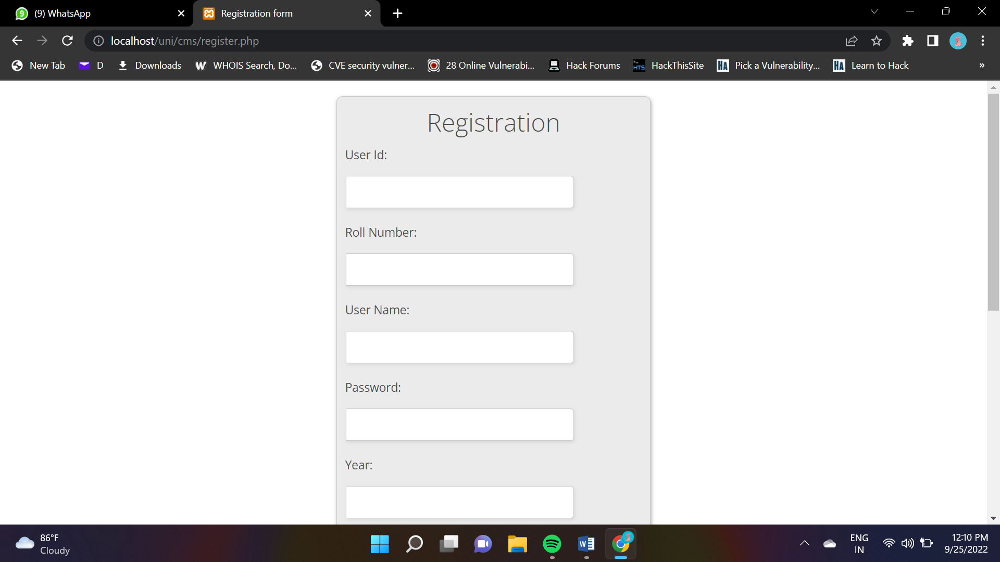 (9) WhatsApp
Registration form
localhost/uni/cms/register.php
New Tab
D
Downloads
WHOIS Search, Do...
CVE security vulner...
28 Online Vulnerabi...
Hack Forums
HackThisSite
Pick a Vulnerability...
Learn to Hack
»
Registration
User Id:
Roll Number:
User Name:
Password:
Year:
86°F
Cloudy
ENG
IN
12:10 PM
9/25/2022